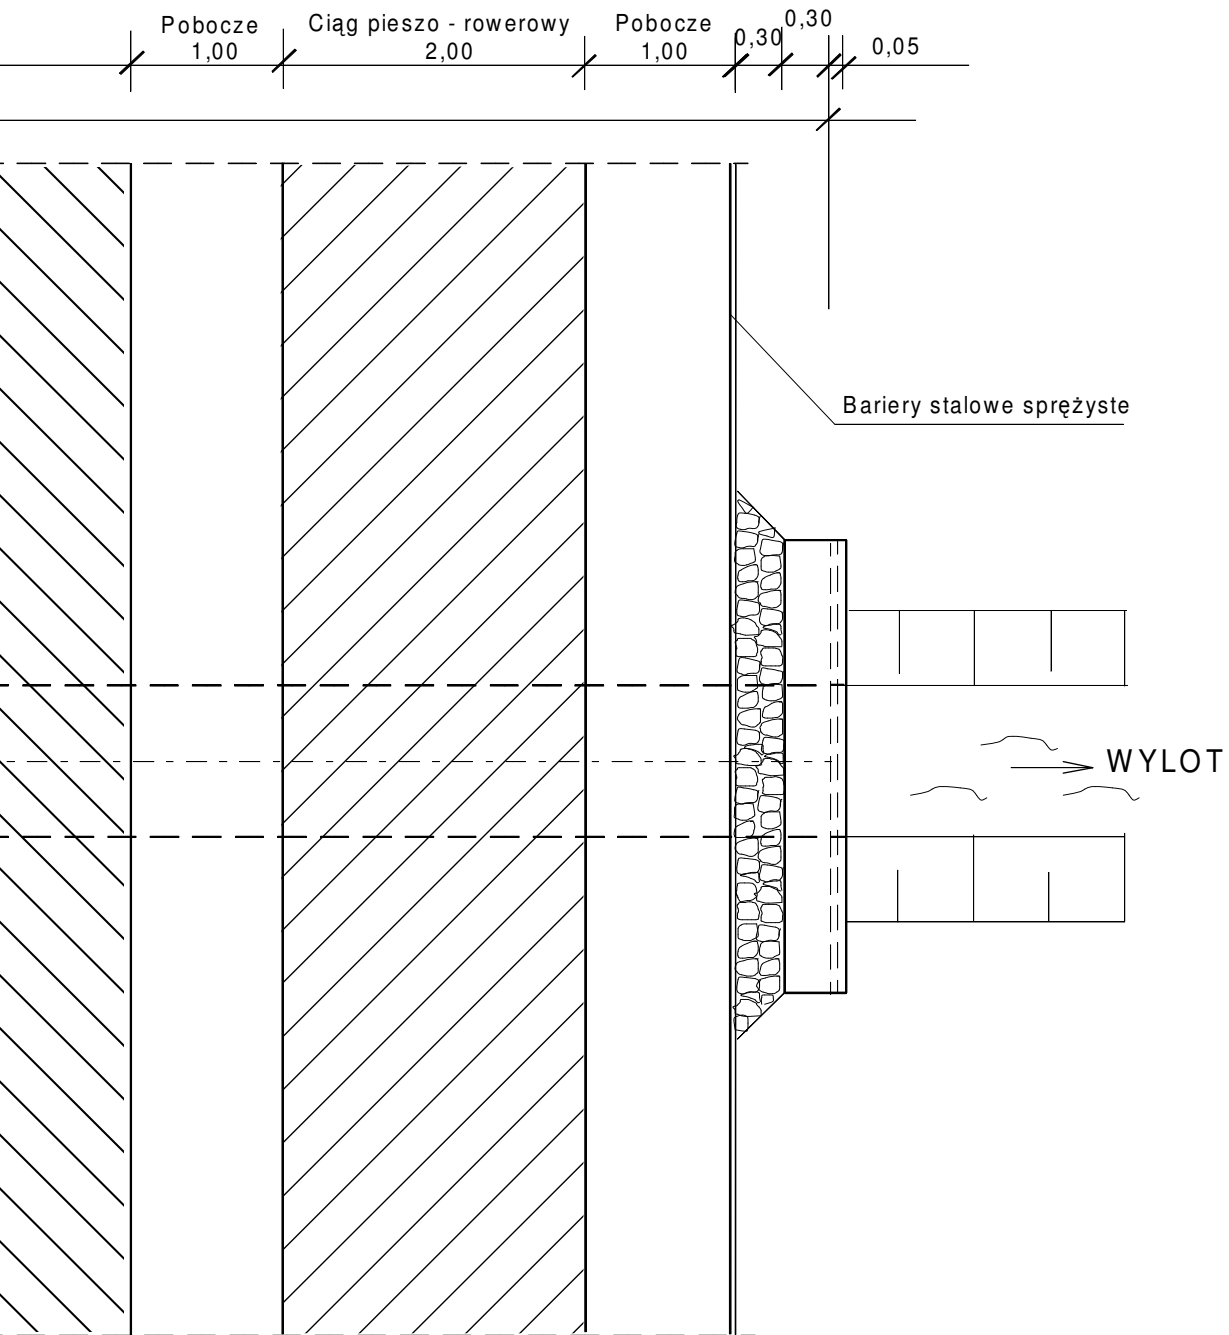 Pobocze
1,00
Ciąg pieszo - rowerowy
2,00
Pobocze
1,00
0,30
0,30
0,05
Bariery stalowe sprężyste
WYLOT